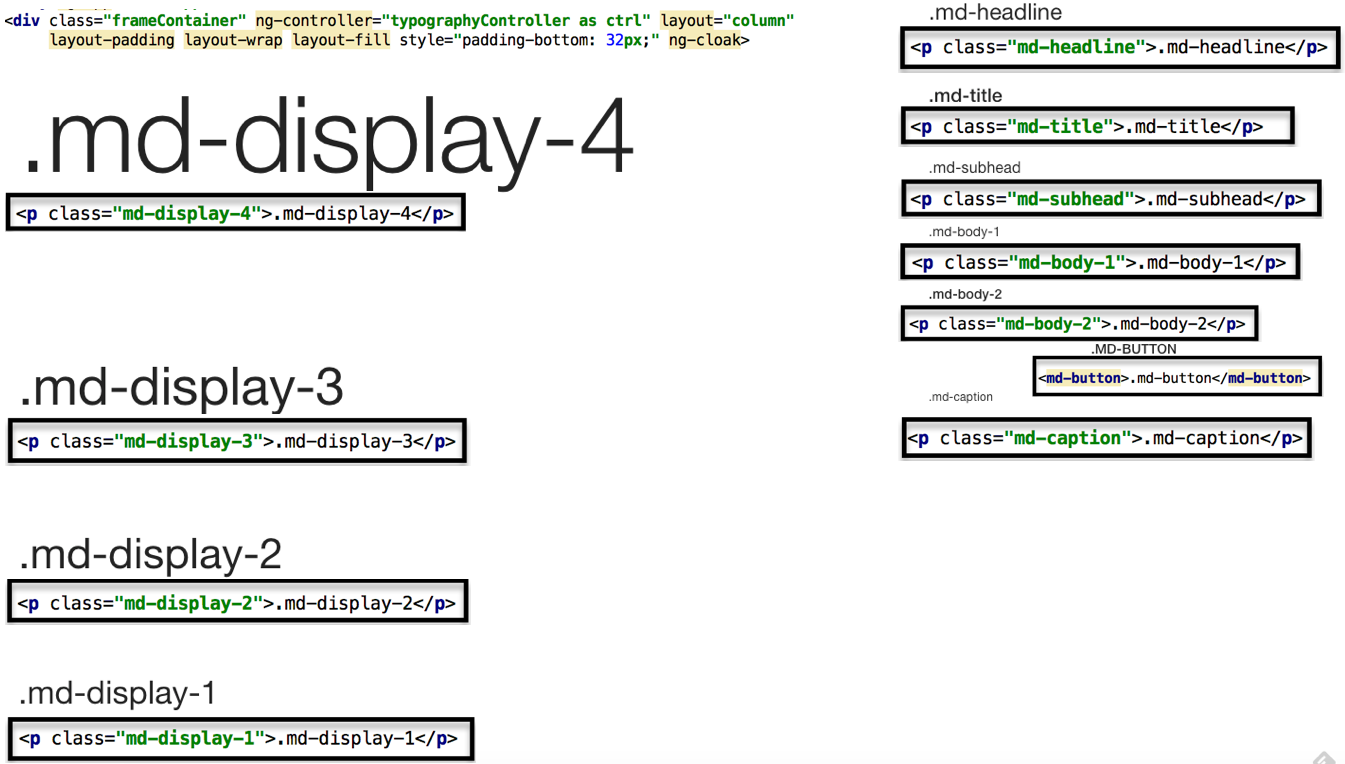 <div class="frameContainer" ng-controller="typographyController as ctrl" layout="column"
layout-padding layout-wrap layout-fill style="padding-bottom: 32px;" ng-cloak>
.md-display-4
<p class="md-display-4">.md-display-4</p>
.md-display-3
<p class="md-display-3">.md-display-3</p>
.md-display-2
<p class="md-display-2">.md-display-2</p>
.md-display-1
<p class="md-display-1">.md-display-1</p>
.md-headline
<p class="md-headline">.md-headline</p>
.md-title
<p class="md-title">.md-title</p>
.md-subhead
<p class="md-subhead">.md-subhead</p>
.md-body-1
<p class="md-body-1">.md-body-1</p>
.md-body-2
<p class="md-body-2">.md-body-2</p>
.MD-BUTTON
<md-button>.md-button</md-button>
.md-caption
<p class="md-caption">.md-caption</p>